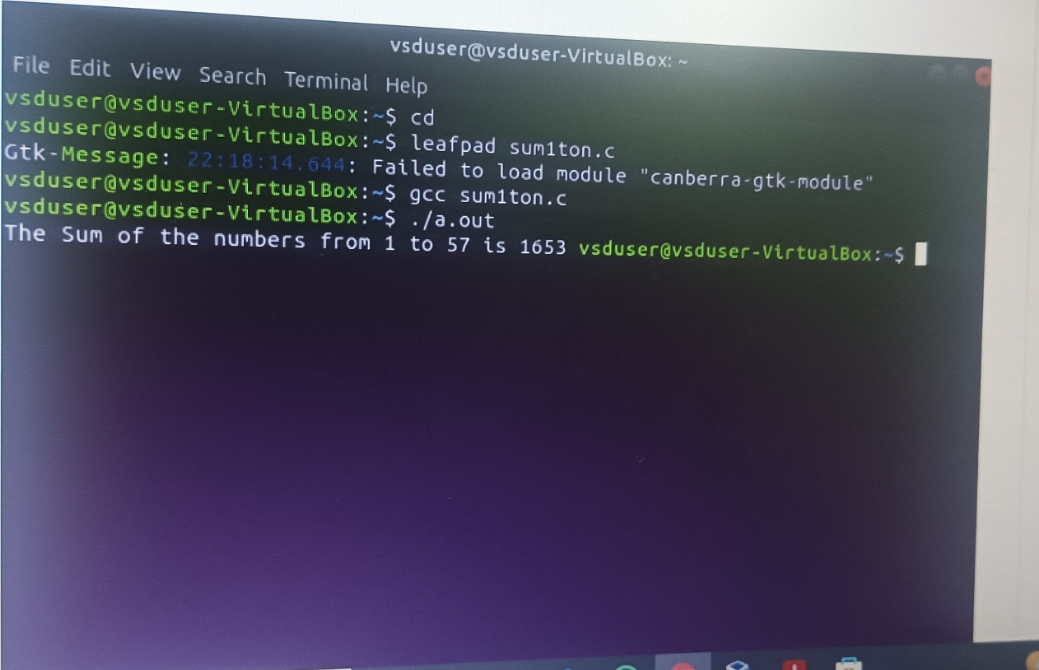 vsduser@vsduser-VirtualBox: ~
File Edit View Search Terminal Help
vsduser@vsduser-VirtualBox:~$ cd
vsduser@vsduser-VirtualBox:~$ leafpad sum1ton.c
Gtk-Message: 22:18:14.644: Failed to load module "canberra-gtk-module"
vsduser@vsduser-VirtualBox:~$ gcc sum1ton.c
vsduser@vsduser-VirtualBox:~$ ./a.out
The Sum of the numbers from 1 to 57 is 1653 vsduser@vsduser-VirtualBox:~$